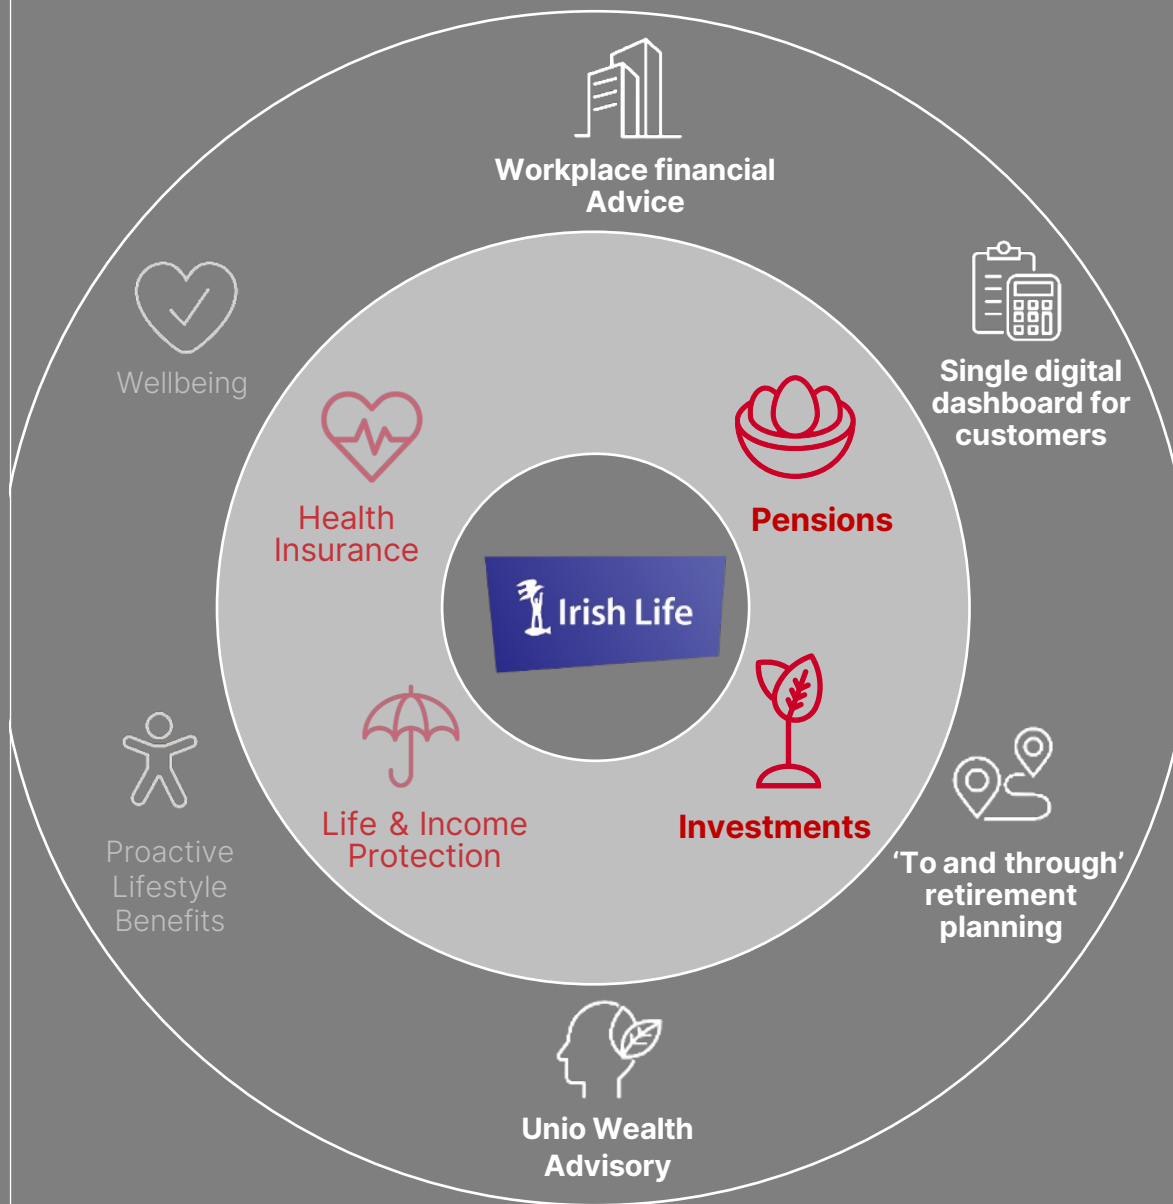 Workplace financial
Advice
Wellbeing
Single digital
dashboard for
customers
Health
Insurance
Pensions
Irish Life
Life & Income
Protection
Investments
Proactive
Lifestyle
Benefits
‘To and through’
retirement
planning
Unio Wealth
Advisory